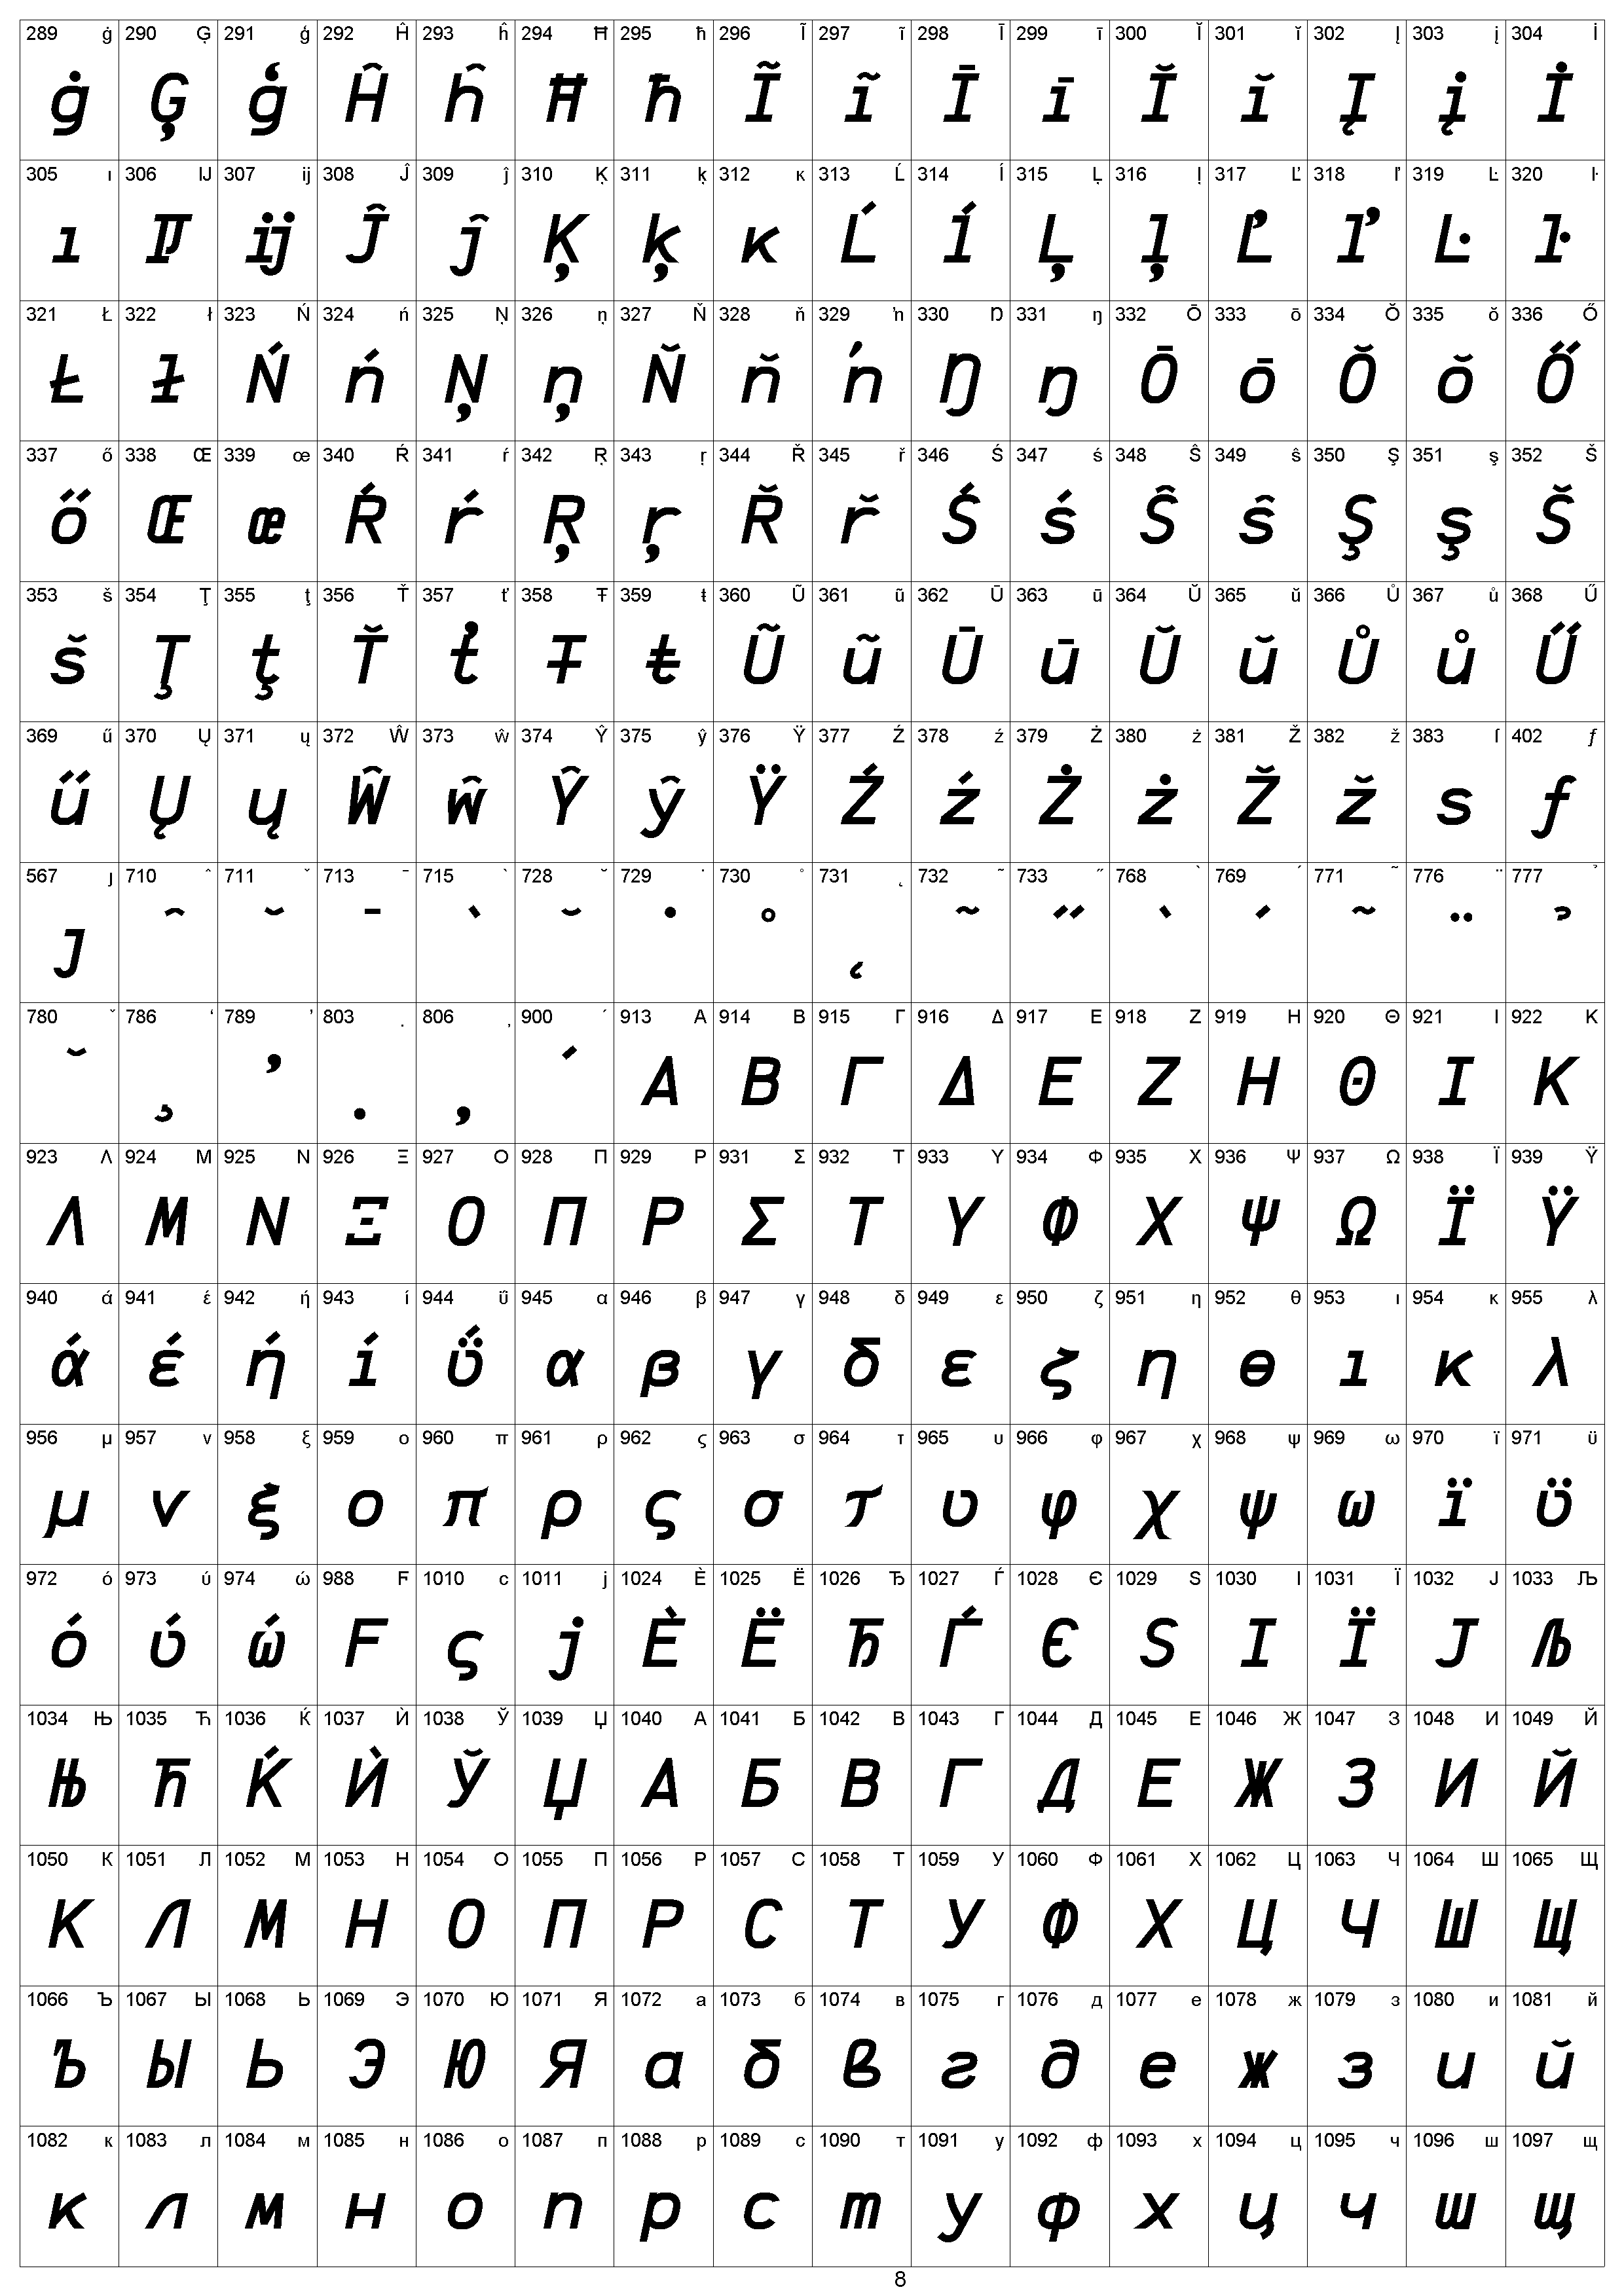 289 ġ 290 Ģ 291 ģ 292 Ĥ 293 ĥ 294 Ħ 295 ħ 296 Ĩ 297 ĩ 298 Ī 299 ī 300 Ĭ 301 ĭ 302 Į 303 į 304 İ
ġ Ģ ģ Ĥ ĥ Ħ ħ Ĩ ĩ Ī ī Ĭ ĭ Į į İ
305 ı 306 Ĳ 307 ĳ 308 Ĵ 309 ĵ 310 Ķ 311 ķ 312 ĸ 313 Ĺ 314 ĺ 315 Ļ 316 ļ 317 Ľ 318 ľ 319 Ŀ 320 ŀ
ı Ĳ ĳ Ĵ ĵ Ķ ķ ĸ Ĺ ĺ Ļ ļ Ľ ľ Ŀ ŀ
321 Ł 322 ł 323 Ń 324 ń 325 Ņ 326 ņ 327 Ň 328 ň 329 ŉ 330 Ŋ 331 ŋ 332 Ō 333 ō 334 Ŏ 335 ŏ 336 Ő
Ł ł Ń ń Ņ ņ Ň ň ŉ Ŋ ŋ Ō ō Ŏ ŏ Ő
337 ő 338 Œ 339 œ 340 Ŕ 341 ŕ 342 Ŗ 343 ŗ 344 Ř 345 ř 346 Ś 347 ś 348 Ŝ 349 ŝ 350 Ş 351 ş 352 Š
ő Œ œ Ŕ ŕ Ŗ ŗ Ř ř Ś ś Ŝ ŝ Ş ş Š
353 š 354 Ţ 355 ţ 356 Ť 357 ť 358 Ŧ 359 ŧ 360 Ũ 361 ũ 362 Ū 363 ū 364 Ŭ 365 ŭ 366 Ů 367 ů 368 Ű
š Ţ ţ Ť ť Ŧ ŧ Ũ ũ Ū ū Ŭ ŭ Ů ů Ű
369 ű 370 Ų 371 ų 372 Ŵ 373 ŵ 374 Ŷ 375 ŷ 376 Ÿ 377 Ź 378 ź 379 Ż 380 ż 381 Ž 382 ž 383 ſ 402 ƒ
ű Ų ų Ŵ ŵ Ŷ ŷ Ÿ Ź ź Ż ż Ž ž s ƒ
567 ȷ 710 ˆ 711 ˇ 713 ˉ 715 ˋ 728 ˘ 729 ˙ 730 ˚ 731 ˛ 732 ˜ 733 ˝ 768 ̀ 769 ́ 771 ̃ 776 ̈ 777 ̉
ȷ ˆ ˇ ˉ ˋ ˘ ˙ ˚ ˛ ˜ ˝ ̀ ́ ̃ ̈ ̉
780 ̌ 786 ̒ 789 ̕ 803 ̣ 806 ̦ 900 ΄ 913 Α 914 Β 915 Γ 916 Δ 917 Ε 918 Ζ 919 Η 920 Θ 921 Ι 922 Κ
̌ ¸ ̕ ̣ ̦ ΄ Α Β Γ Δ Ε Ζ Η Θ Ι Κ
923 Λ 924 Μ 925 Ν 926 Ξ 927 Ο 928 Π 929 Ρ 931 Σ 932 Τ 933 Υ 934 Φ 935 Χ 936 Ψ 937 Ω 938 Ϊ 939 Ϋ
Λ Μ Ν Ξ Ο Π Ρ Σ Τ Υ Φ Χ Ψ Ω Ϊ Ϋ
940 ά 941 έ 942 ή 943 ί 944 ΰ 945 α 946 β 947 γ 948 δ 949 ε 950 ζ 951 η 952 θ 953 ι 954 κ 955 λ
ά έ ή ί ΰ α β γ δ ε ζ η θ ι κ λ
956 μ 957 ν 958 ξ 959 ο 960 π 961 ρ 962 ς 963 σ 964 τ 965 υ 966 φ 967 χ 968 ψ 969 ω 970 ϊ 971 ϋ
μ ν ξ ο π ρ ς σ τ υ φ χ ψ ω ϊ ϋ
972 ό 973 ύ 974 ώ 988 Ϝ 1010 ϲ 1011 ϳ 1024 Ѐ 1025 Ё 1026 Ђ 1027 Ѓ 1028 Є 1029 Ѕ 1030 І 1031 Ї 1032 Ј 1033 Љ
ό ύ ώ Ϝ ς ϳ Ѐ Ё Ђ Ѓ Є Ѕ І Ї Ј Љ
1034 Њ 1035 Ћ 1036 Ќ 1037 Ѝ 1038 Ў 1039 Џ 1040 А 1041 Б 1042 В 1043 Г 1044 Д 1045 Е 1046 Ж 1047 З 1048 И 1049 Й
Њ Ћ Ќ Ѝ Ў Џ А Б В Г Д Е Ж З И Й
1050 К 1051 Л 1052 М 1053 Н 1054 О 1055 П 1056 Р 1057 С 1058 Т 1059 У 1060 Ф 1061 Х 1062 Ц 1063 Ч 1064 Ш 1065 Щ
К Л М Н О П Р С Т У Ф Х Ц Ч Ш Щ
1066 Ъ 1067 Ы 1068 Ь 1069 Э 1070 Ю 1071 Я 1072 а 1073 б 1074 в 1075 г 1076 д 1077 е 1078 ж 1079 з 1080 и 1081 й
Ъ Ы Ь Э Ю Я а б в г д е ж з и й
1082 к 1083 л 1084 м 1085 н 1086 о 1087 п 1088 р 1089 с 1090 т 1091 у 1092 ф 1093 х 1094 ц 1095 ч 1096 ш 1097 щ
к л м н о п р с т у ф х ц ч ш щ
8